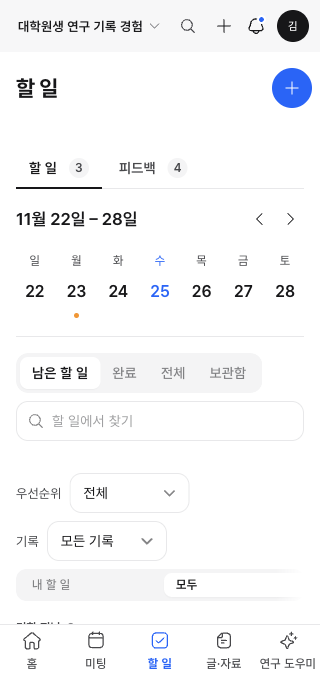 대학원생 연구 기록 경험
김
할 일
할 일 3 피드백 4
11월 22일 – 28일
일 월 화 수 목 금 토
22 23 24 25 26 27 28
남은 할 일 완료 전체 보관함
할 일에서 찾기
우선순위 전체
기록 모든 기록
내 할 일 모두
홈 미팅 할 일 글·자료 연구 도우미